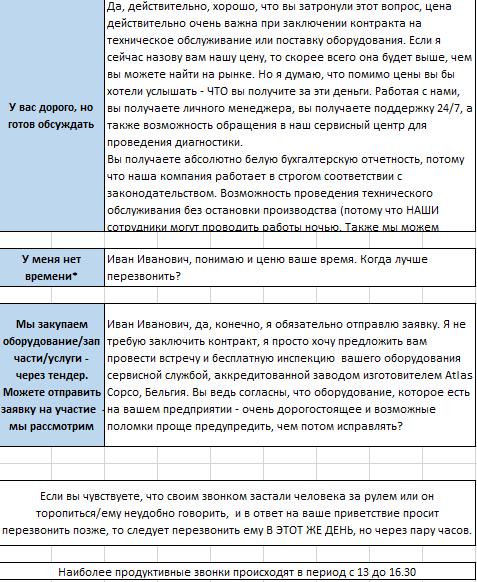 Да, действительно, хорошо, что вы затронули этот вопрос, цена
действительно очень важна при заключении контракта на
техническое обслуживание или поставку оборудования. Если я
сейчас назову вам нашу цену, то скорее всего она будет выше, чем
вы можете найти на рынке. Но я думаю, что помимо цены вы бы
хотели услышать - ЧТО вы получите за эти деньги. Работая с нами,
вы получаете личного менеджера, вы получаете поддержку 24/7, а
также возможность обращения в наш сервисный центр для
проведения диагностики.
Вы получаете абсолютно белую бухгалтерскую отчетность, потому
что наша компания работает в строгом соответствии с
законодательством. Возможность проведения технического
обслуживания без остановки производства (потому что НАШИ
сотрудники могут проводить работы ночью. Также мы можем
У вас дорого, но
готов обсуждать
У меня нет
времени*
Иван Иванович, понимаю и ценю ваше время. Когда лучше
перезвонить?
Мы закупаем
оборудование/зап
части/услуги -
через тендер.
Можете отправить
заявку на участие -
мы рассмотрим
Иван Иванович, да, конечно, я обязательно отправлю заявку. Я не
требую заключить контракт, я просто хочу предложить вам
провести встречу и бесплатную инспекцию вашего оборудования
сервисной службой, аккредитованной заводом изготовителем Atlas
Copco, Бельгия. Вы ведь согласны, что оборудование, которое есть
на вашем предприятии - очень дорогостоящее и возможные
поломки проще предупредить, чем потом исправлять?
Если вы чувствуете, что своим звонком застали человека за рулем или он
торопиться/ему неудобно говорить, и в ответ на ваше приветствие просит
перезвонить позже, то следует перезвонить ему В ЭТОТ ЖЕ ДЕНЬ, но через пару часов.
Наиболее продуктивные звонки происходят в период с 13 до 16.30